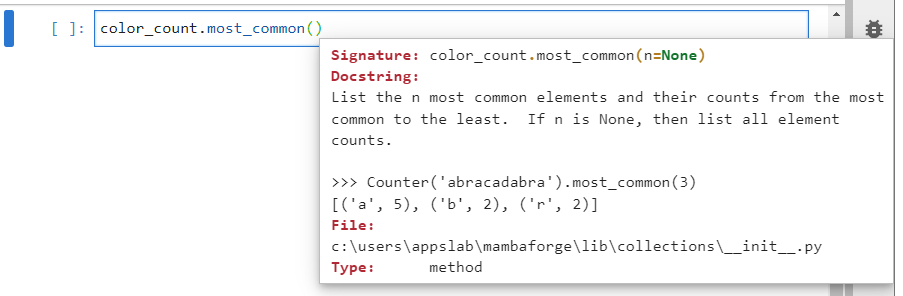 [ ]: color_count.most_common()
Signature: color_count.most_common(n=None)
Docstring:
List the n most common elements and their counts from the most
common to the least.  If n is None, then list all element
counts.
>>> Counter('abracadabra').most_common(3)
[('a', 5), ('b', 2), ('r', 2)]
File:
c:\users\appslab\mambaforge\lib\collections\__init__.py
Type:      method